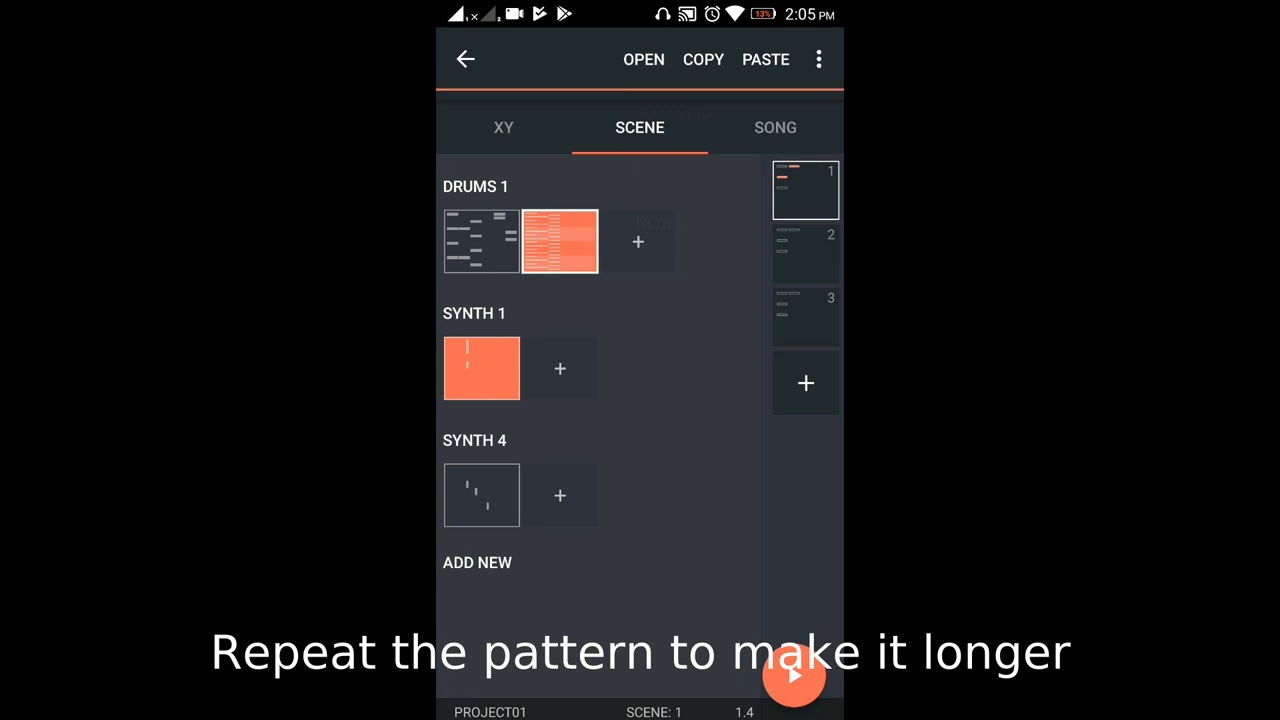 2:05 PM
13%
OPEN COPY PASTE
XY SCENE SONG
DRUMS 1
1
2
3
SYNTH 1
SYNTH 4
ADD NEW
Repeat the pattern to make it longer
PROJECT01 SCENE: 1 1.4